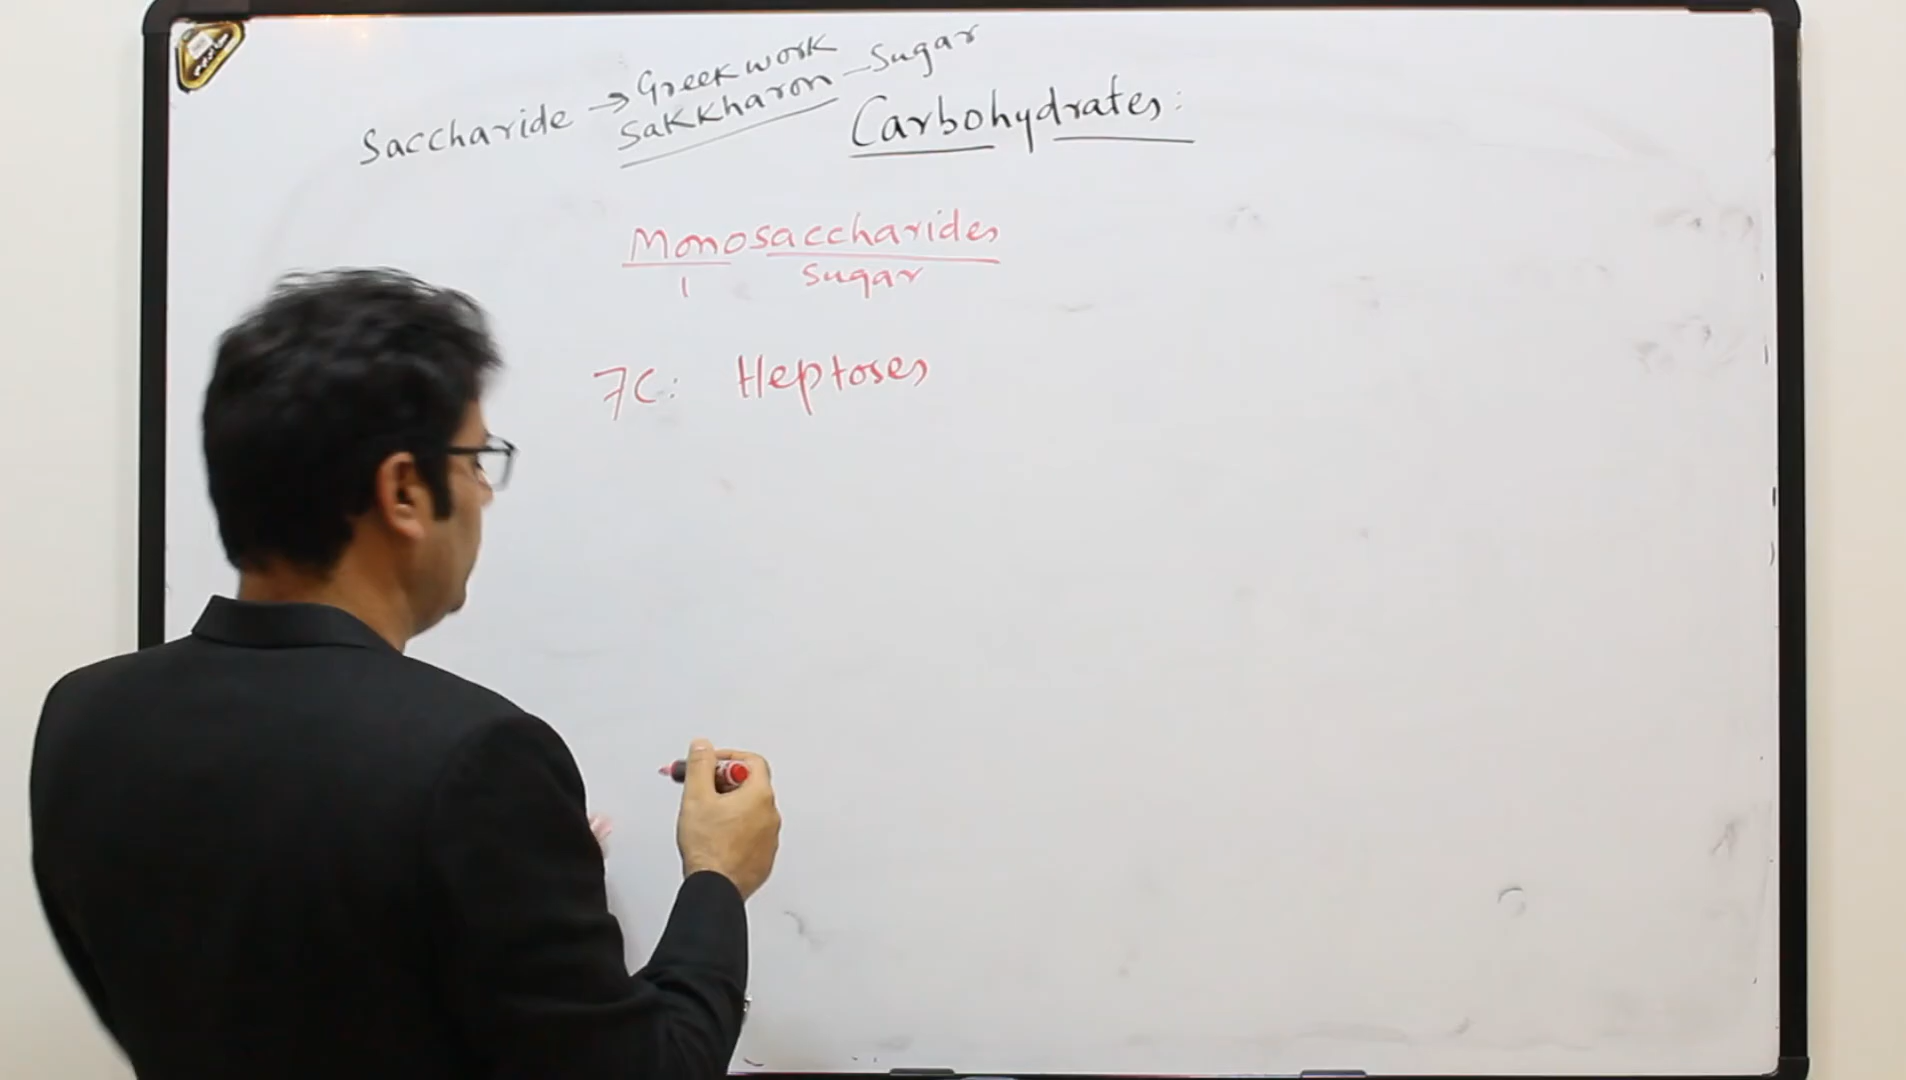 Saccharide → Greek work
Sakkharon – Sugar
Carbohydrates:
Monosaccharides
1 Sugar
7C: Heptoses